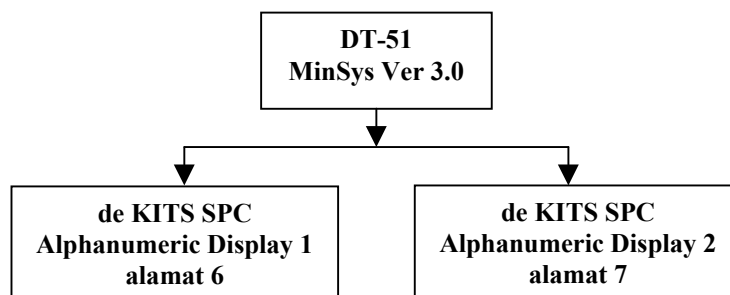 DT-51
MinSys Ver 3.0
de KITS SPC
Alphanumeric Display 1
alamat 6
de KITS SPC
Alphanumeric Display 2
alamat 7